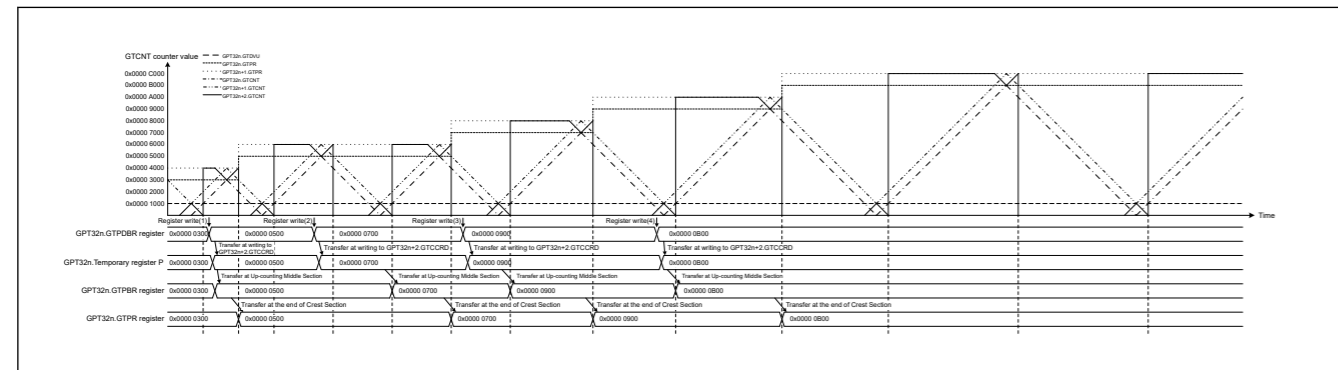 GTCNT counter value
GPT32n.GTDVU
GPT32n.GTPR
GPT32n+1.GTPR
GPT32n.GTCNT
GPT32n+1.GTCNT
GPT32n+2.GTCNT
0x0000 C000
0x0000 B000
0x0000 A000
0x0000 9000
0x0000 8000
0x0000 7000
0x0000 6000
0x0000 5000
0x0000 4000
0x0000 3000
0x0000 2000
0x0000 1000
Time
Register write(1) Register write(2) Register write(3) Register write(4)
GPT32n.GTPDBR register 0x0000 0300 0x0000 0500 0x0000 0700 0x0000 0900 0x0000 0B00
Transfer at writing to
GPT32n+2.GTCCRD
Transfer at writing to GPT32n+2.GTCCRD Transfer at writing to GPT32n+2.GTCCRD Transfer at writing to GPT32n+2.GTCCRD
GPT32n.Temporary register P 0x0000 0300 0x0000 0500 0x0000 0700 0x0000 0900 0x0000 0B00
Transfer at Up-counting Middle Section Transfer at Up-counting Middle Section Transfer at Up-counting Middle Section Transfer at Up-counting Middle Section
GPT32n.GTPBR register 0x0000 0300 0x0000 0500 0x0000 0700 0x0000 0900 0x0000 0B00
Transfer at the end of Crest Section Transfer at the end of Crest Section Transfer at the end of Crest Section Transfer at the end of Crest Section
GPT32n.GTPR register 0x0000 0300 0x0000 0500 0x0000 0700 0x0000 0900 0x0000 0B00